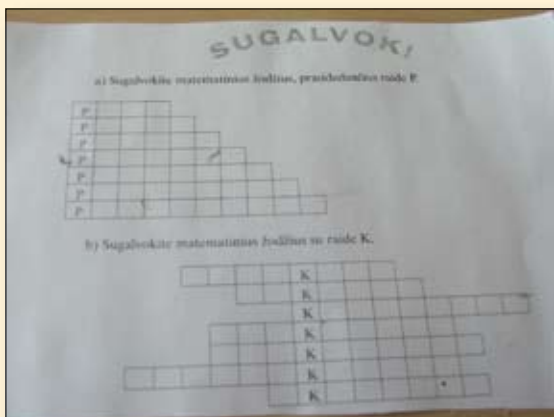 SUGALVOK!
a) Sugalvokite matematinius žodžius, prasidedančius raide P.
P
P
P
P
P
P
P
b) Sugalvokite matematinius žodžius su raide K.
K
K
K
K
K
K
K